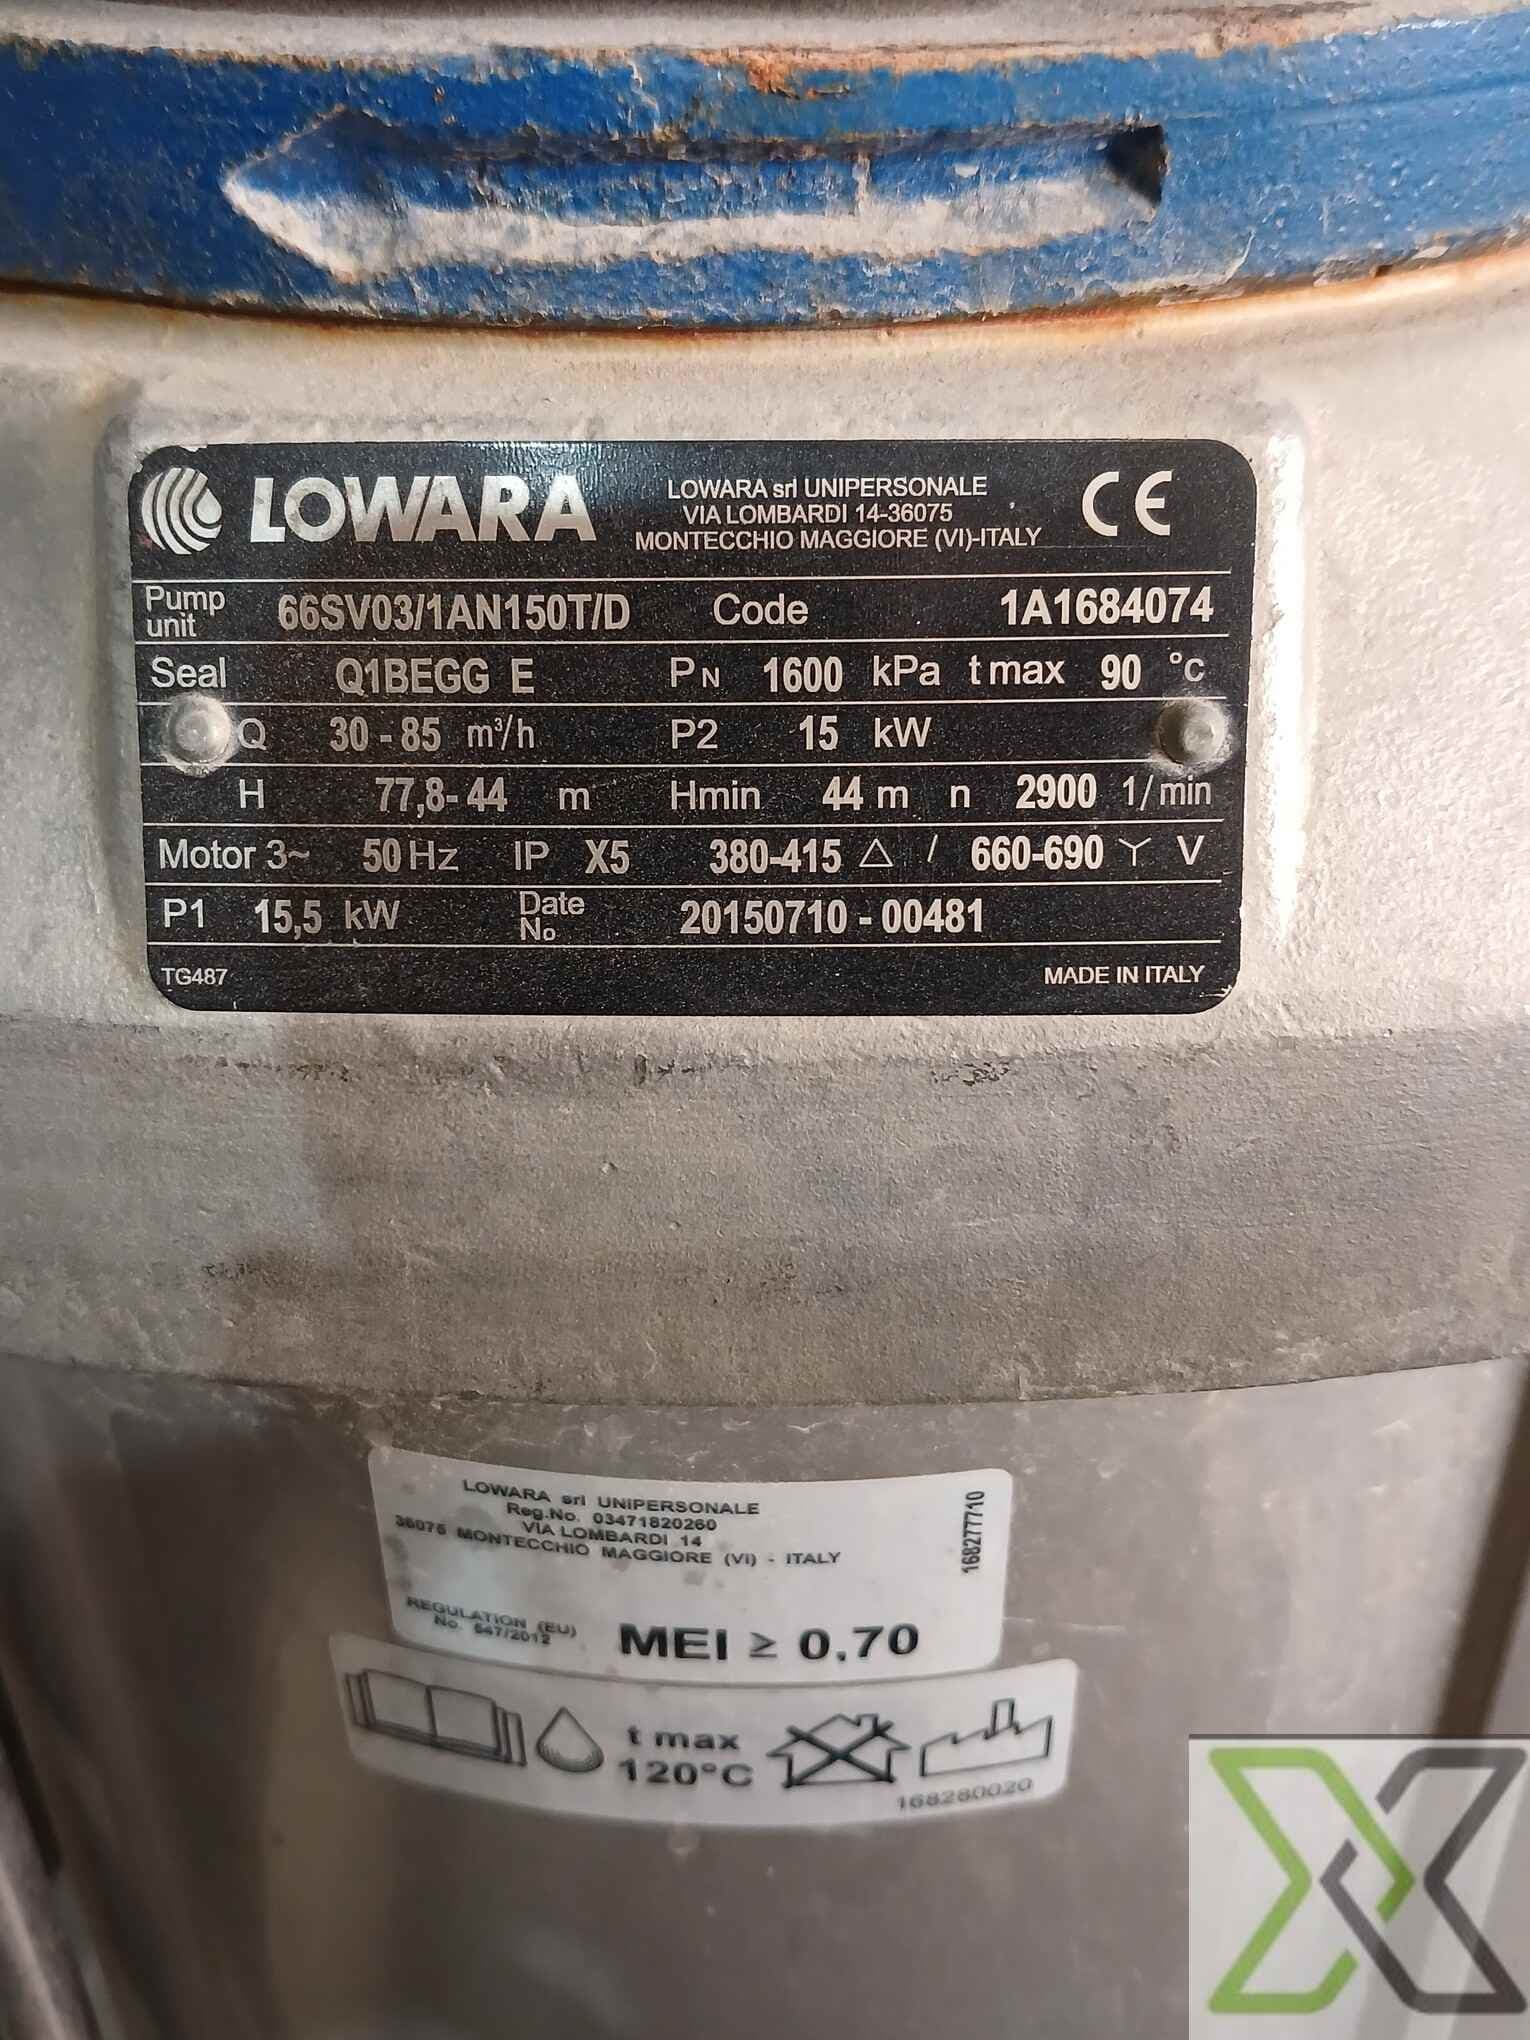 LOWARA
LOWARA srl UNIPERSONALE
VIA LOMBARDI 14-36075
MONTECCHIO MAGGIORE (VI)-ITALY
CE
Pump unit 66SV03/1AN150T/D Code 1A1684074
Seal Q1BEGG E PN 1600 kPa t max 90 °c
Q 30 - 85 m³/h P2 15 kW
H 77,8- 44 m Hmin 44 m n 2900 1/min
Motor 3~ 50 Hz IP X5 380-415 △ / 660-690 Y V
P1 15,5 kW Date No 20150710 - 00481
TG487 MADE IN ITALY
LOWARA srl UNIPERSONALE
Reg.No. 03471820260
VIA LOMBARDI 14
36075 MONTECCHIO MAGGIORE (VI) - ITALY
168277710
REGULATION (EU)
No. 547/2012
MEI ≥ 0.70
t max
120°C
168280020